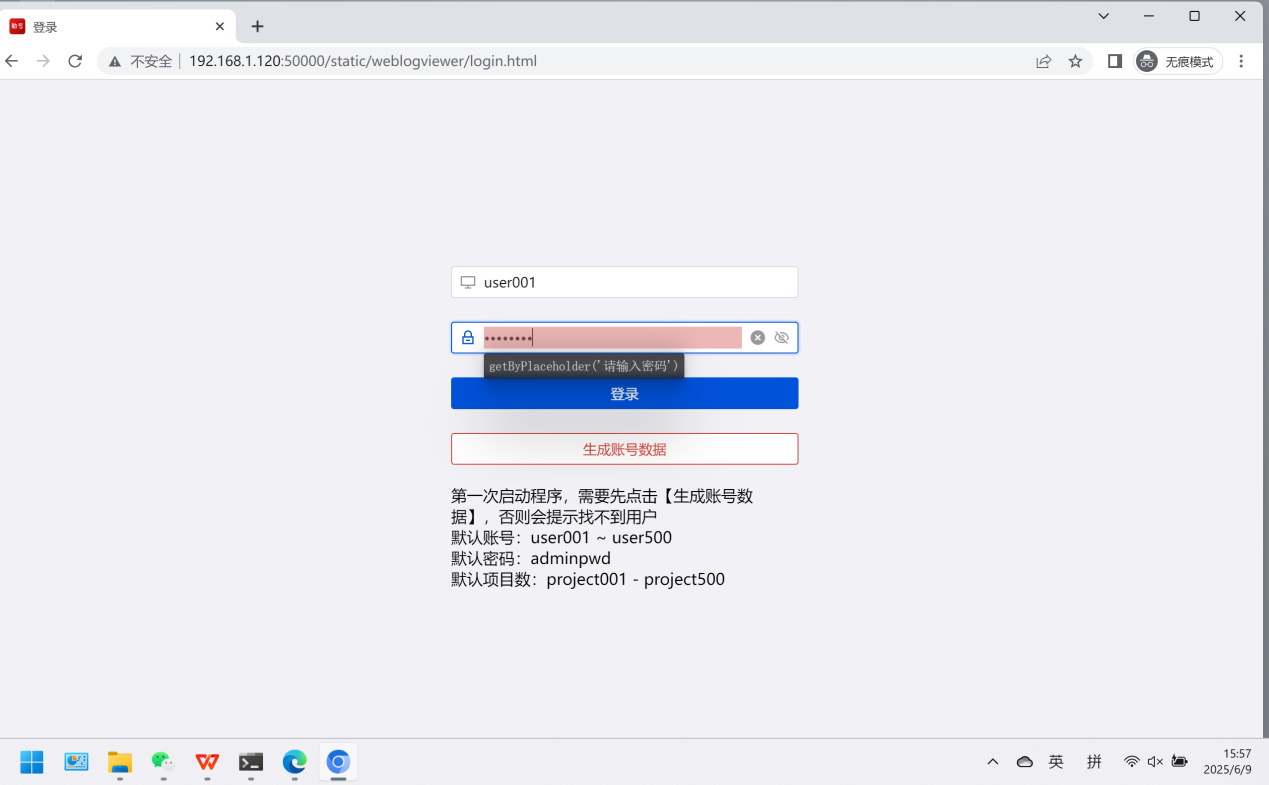 登录
不安全 192.168.1.120:50000/static/weblogviewer/login.html
无痕模式
user001
••••••••
getByPlaceholder('请输入密码')
登录
生成账号数据
第一次启动程序，需要先点击【生成账号数
据】，否则会提示找不到用户
默认账号：user001 ~ user500
默认密码：adminpwd
默认项目数：project001 - project500
英 拼
15:57
2025/6/9